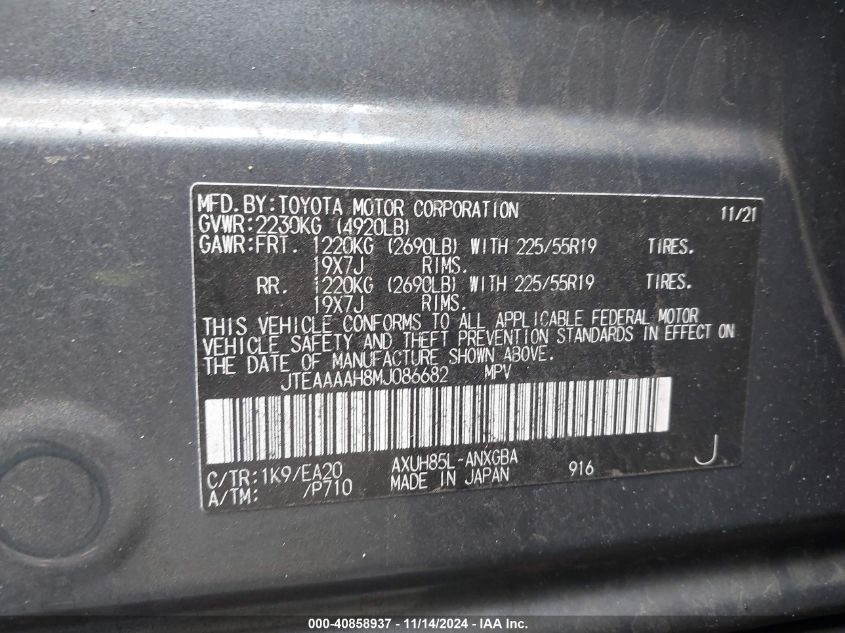 MFD.BY:TOYOTA MOTOR CORPORATION 11/21
GVWR:2230KG (4920LB)
GAWR:FRT. 1220KG (2690LB) WITH 225/55R19 TIRES.
19X7J RIMS.
RR. 1220KG (2690LB) WITH 225/55R19 TIRES.
19X7J RIMS.
THIS VEHICLE CONFORMS TO ALL APPLICABLE FEDERAL MOTOR
VEHICLE SAFETY AND THEFT PREVENTION STANDARDS IN EFFECT ON
THE DATE OF MANUFACTURE SHOWN ABOVE.
JTEAAAAH8MJ086682 MPV
C/TR:1K9/EA20 AXUH85L-ANXGBA
A/TM: /P710 MADE IN JAPAN 916 J
000-40858937 - 11/14/2024 - IAA Inc.